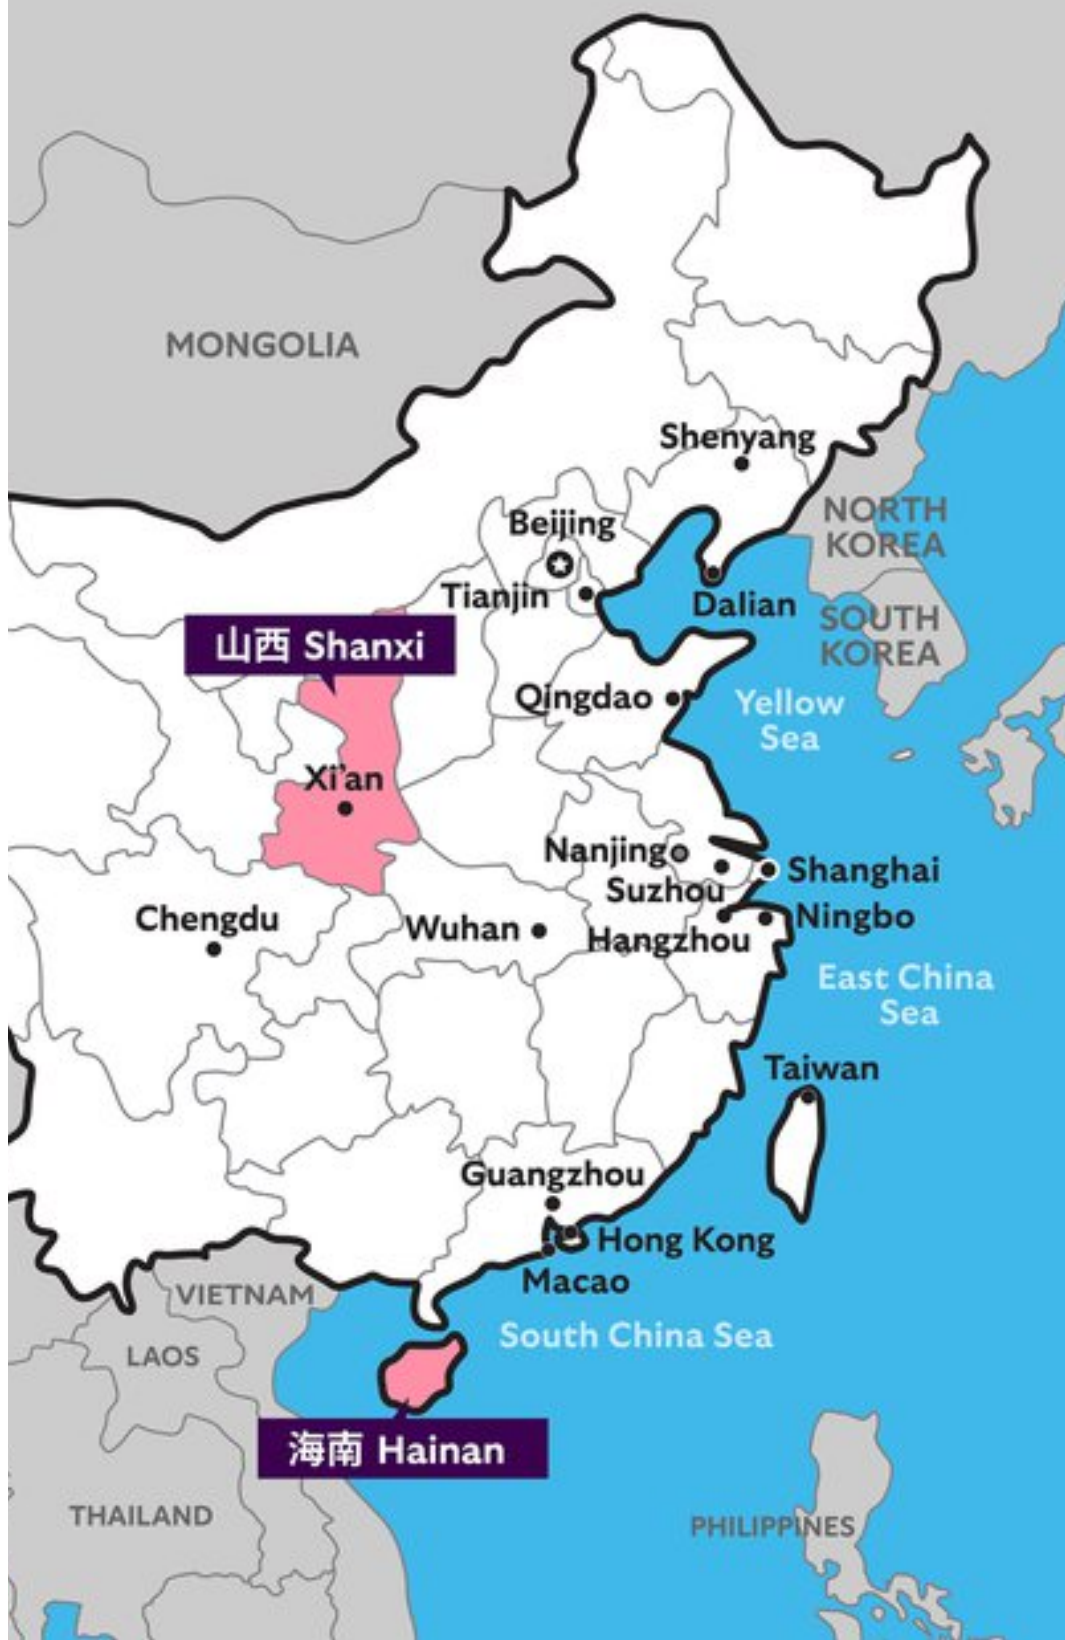 MONGOLIA
Shenyang
NORTH
KOREA
Beijing
Tianjin
Dalian
SOUTH
KOREA
山西 Shanxi
Qingdao
Yellow
Sea
Xi'an
Nanjing
Shanghai
Suzhou
Chengdu
Wuhan
Ningbo
Hangzhou
East China
Sea
Taiwan
Guangzhou
Hong Kong
Macao
VIETNAM
South China Sea
LAOS
海南 Hainan
THAILAND
PHILIPPINES